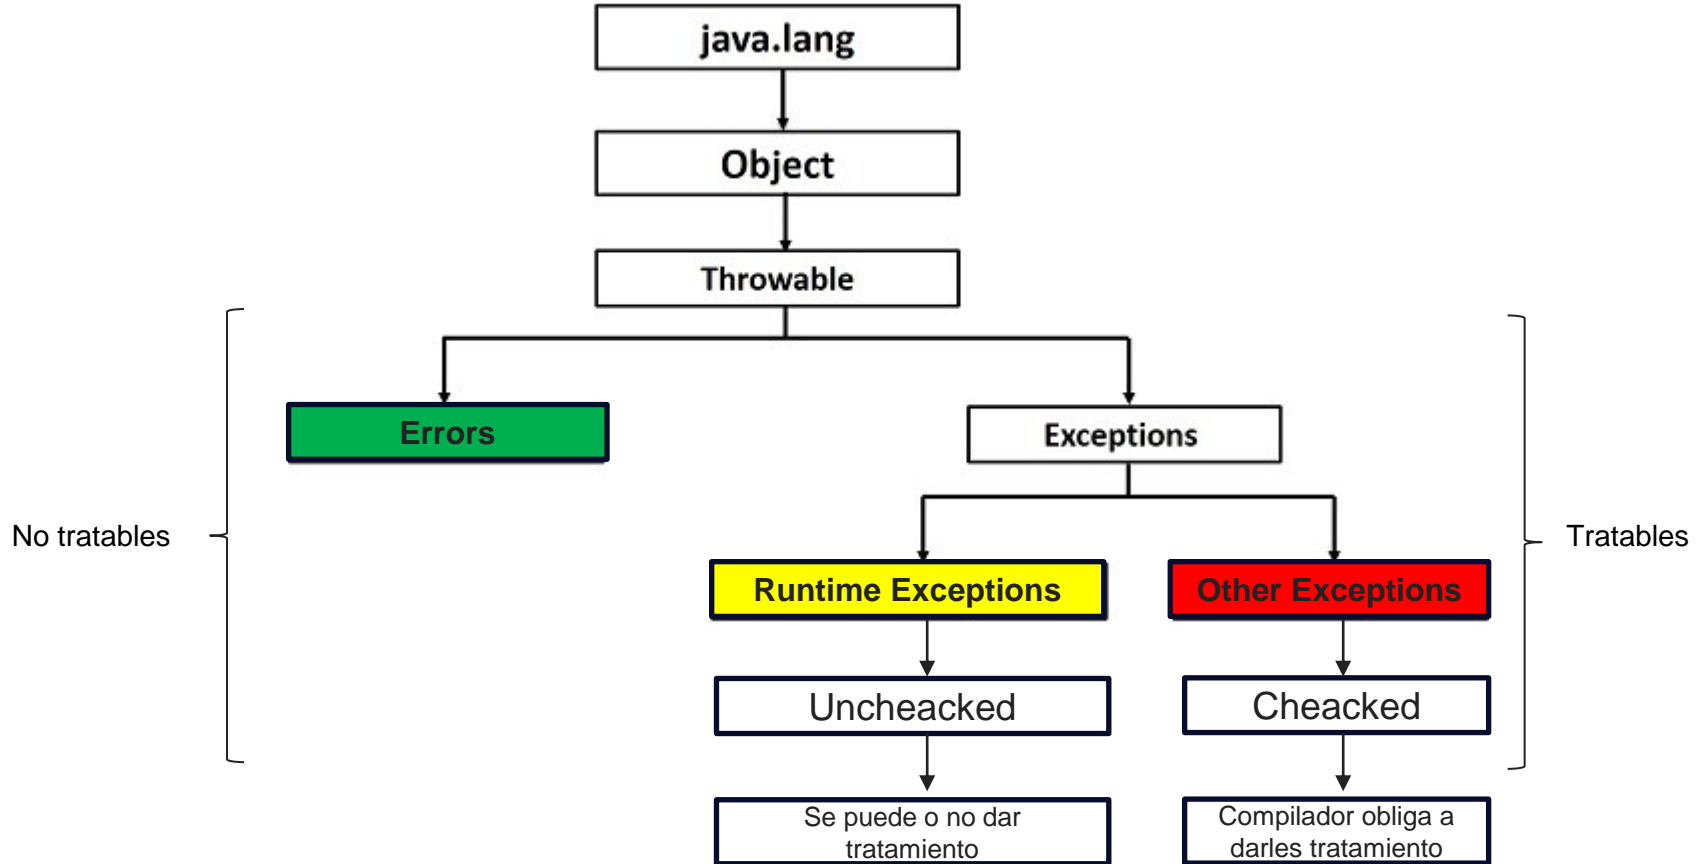 java.lang
Object
Throwable
Errors
Exceptions
No tratables
Tratables
Runtime Exceptions
Other Exceptions
Uncheacked
Cheacked
Se puede o no dar
tratamiento
Compilador obliga a
darles tratamiento